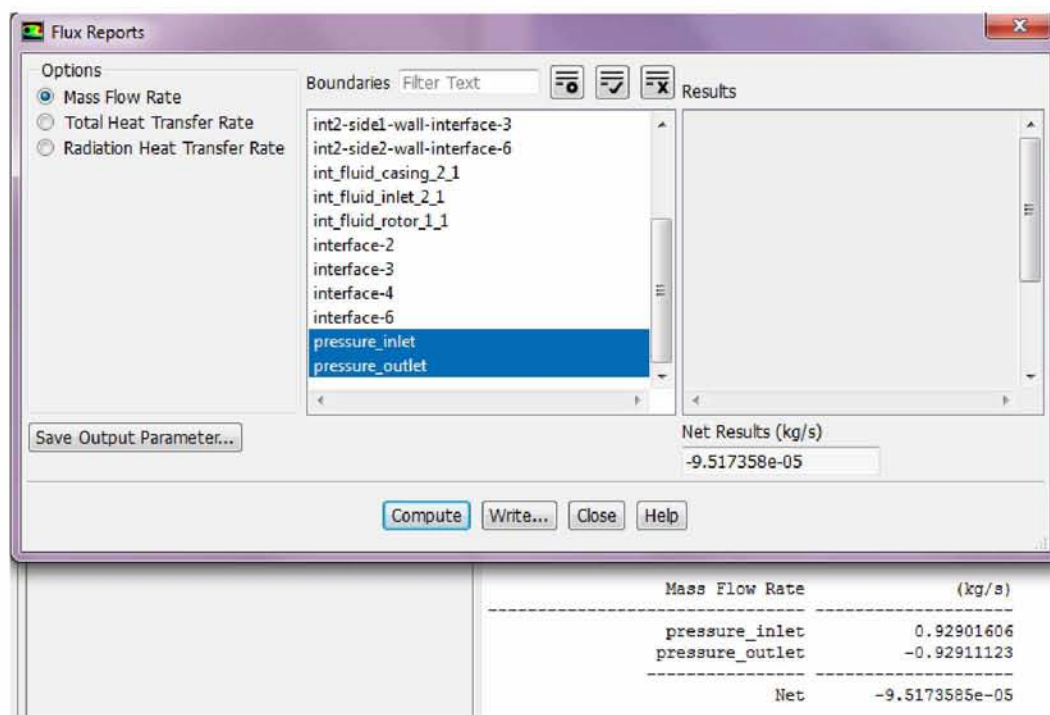 Flux Reports
Options
Mass Flow Rate
Total Heat Transfer Rate
Radiation Heat Transfer Rate
Boundaries Filter Text
Results
int2-side1-wall-interface-3
int2-side2-wall-interface-6
int_fluid_casing_2_1
int_fluid_inlet_2_1
int_fluid_rotor_1_1
interface-2
interface-3
interface-4
interface-6
pressure_inlet
pressure_outlet
Save Output Parameter...
Net Results (kg/s)
-9.517358e-05
Compute Write... Close Help
Mass Flow Rate (kg/s)
-------------------------------- --------------------
pressure_inlet 0.92901606
pressure_outlet -0.92911123
---------------- --------------------
Net -9.5173585e-05